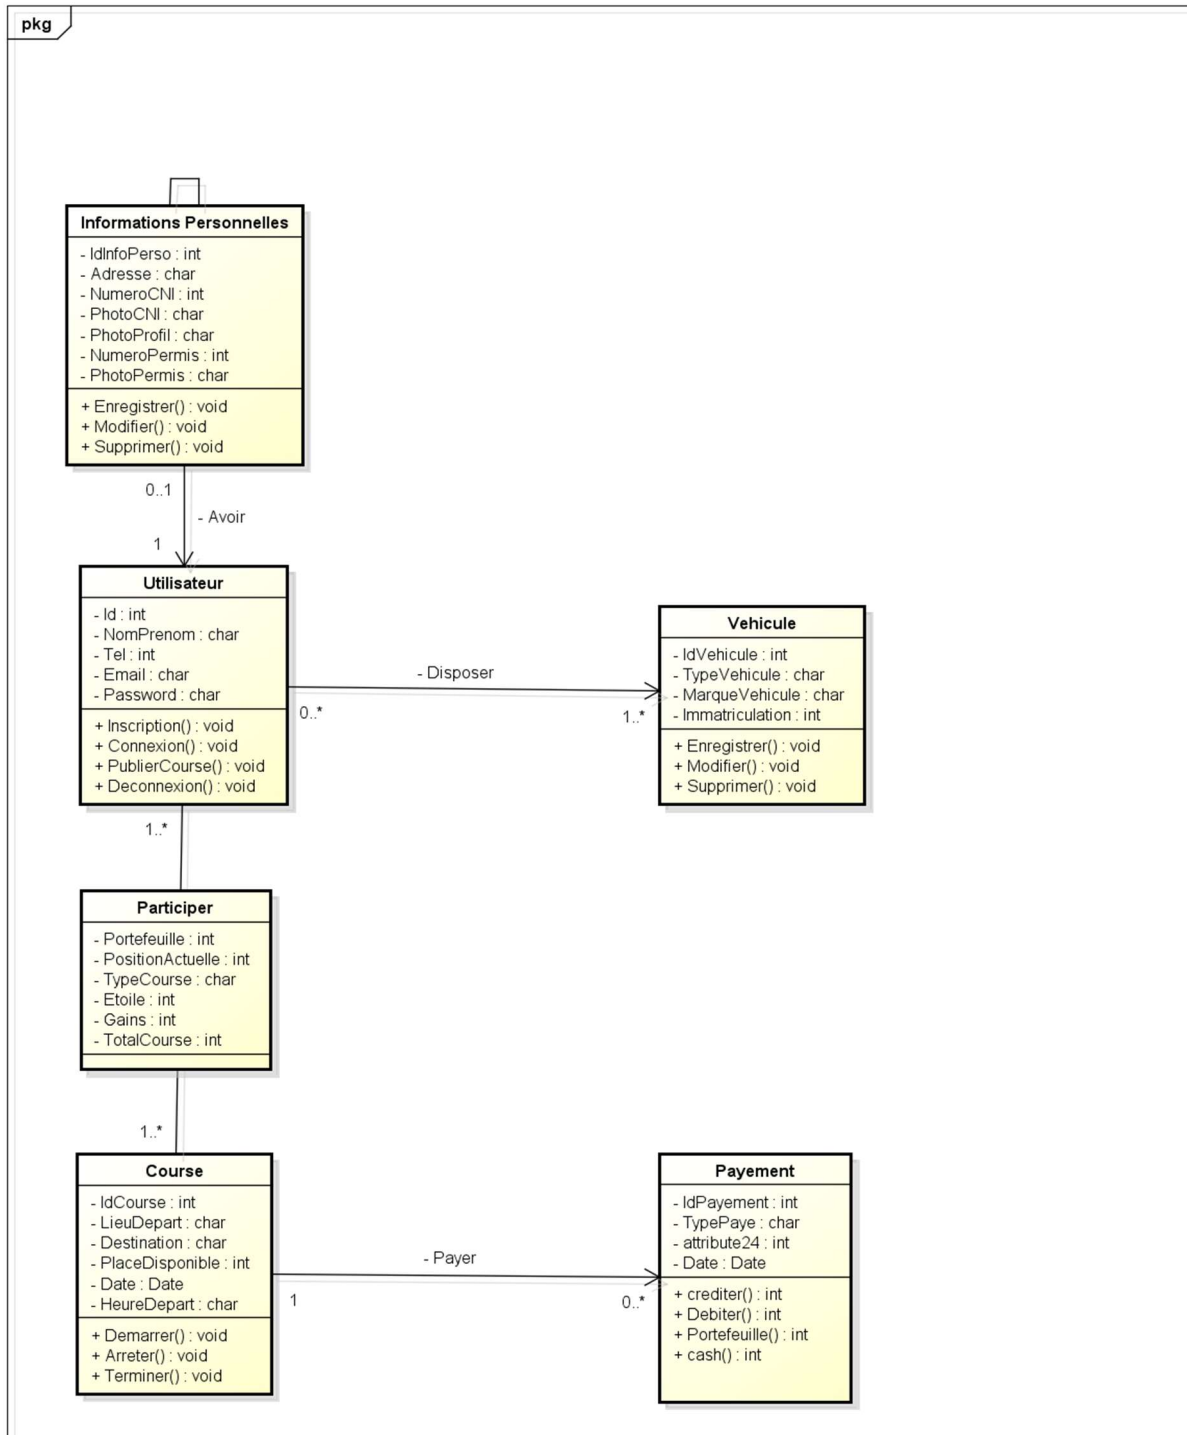 pkg
Informations Personnelles
- IdInfoPerso : int
- Adresse : char
- NumeroCNI : int
- PhotoCNI : char
- PhotoProfil : char
- NumeroPermis : int
- PhotoPermis : char
+ Enregistrer() : void
+ Modifier() : void
+ Supprimer() : void
0..1
- Avoir
1
Utilisateur
- Id : int
- NomPrenom : char
- Tel : int
- Email : char
- Password : char
+ Inscription() : void
+ Connexion() : void
+ PublierCourse() : void
+ Deconnexion() : void
- Disposer
0..*
1..*
Vehicule
- IdVehicule : int
- TypeVehicule : char
- MarqueVehicule : char
- Immatriculation : int
+ Enregistrer() : void
+ Modifier() : void
+ Supprimer() : void
1..*
Participer
- Portefeuille : int
- PositionActuelle : int
- TypeCourse : char
- Etoile : int
- Gains : int
- TotalCourse : int
1..*
Course
- IdCourse : int
- LieuDepart : char
- Destination : char
- PlaceDisponible : int
- Date : Date
- HeureDepart : char
+ Demarrer() : void
+ Arreter() : void
+ Terminer() : void
- Payer
1
0..*
Payement
- IdPayement : int
- TypePaye : char
- attribute24 : int
- Date : Date
+ crediter() : int
+ Debiter() : int
+ Portefeuille() : int
+ cash() : int